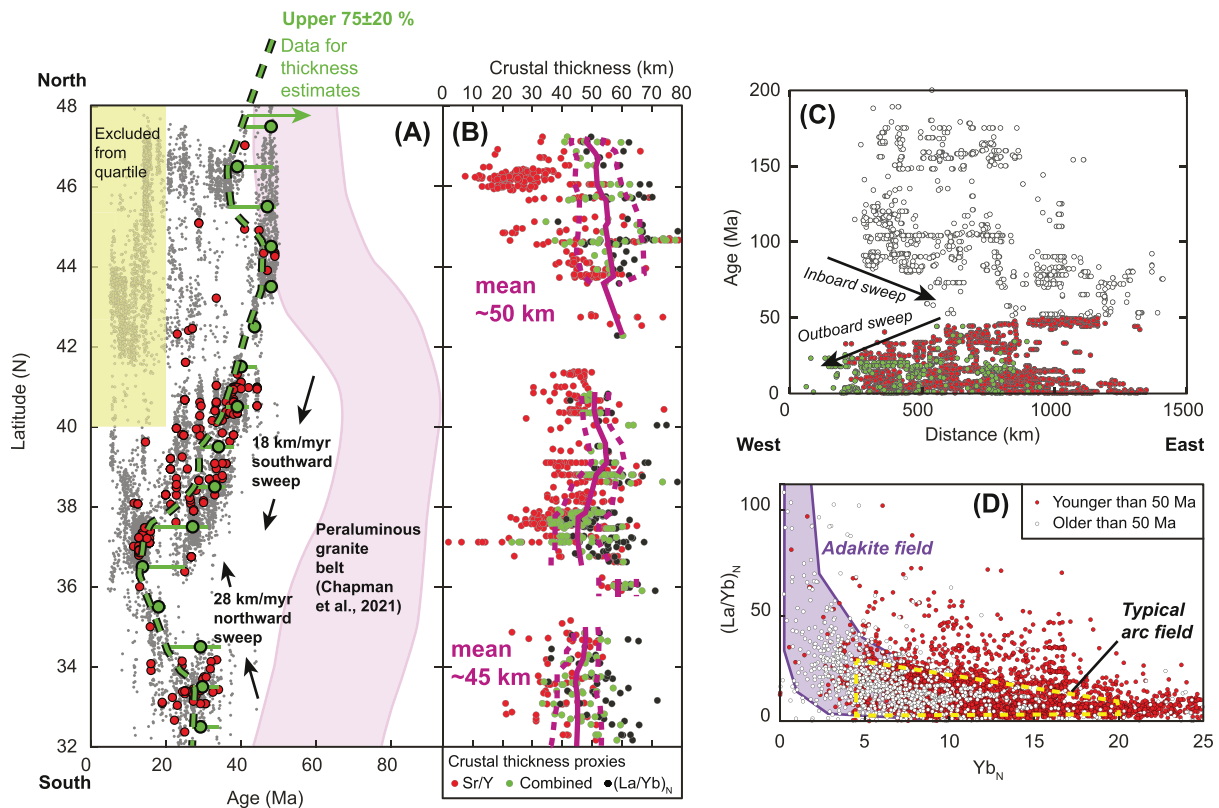 Upper 75±20 %
Data for
thickness
estimates
North
48
46
44
42
40
38
36
34
32
South
Latitude (N)
Excluded
from
quartile
(A)
18 km/myr
southward
sweep
28 km/myr
northward
sweep
Peraluminous
granite
belt
(Chapman
et al., 2021)
0
20
40
60
80
Age (Ma)
Crustal thickness (km)
0 10 20 30 40 50 60 70 80
(B)
mean
~50 km
mean
~45 km
Crustal thickness proxies
Sr/Y
Combined
(La/Yb)N
(C)
200
150
100
50
0
Age (Ma)
Inboard sweep
Outboard sweep
0
500
1000
1500
West
Distance (km)
East
(D)
Younger than 50 Ma
Older than 50 Ma
Adakite field
Typical
arc field
100
50
0
(La/Yb)N
0
5
10
15
20
25
YbN